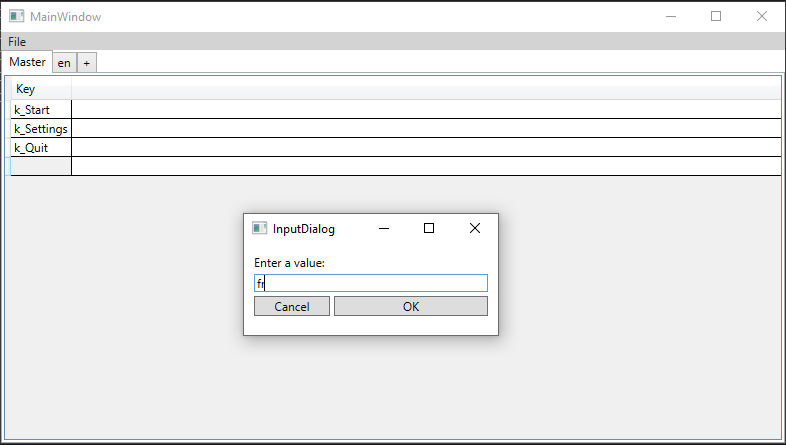 MainWindow
File
Master en +
Key
k_Start
k_Settings
k_Quit
InputDialog
Enter a value:
fr
Cancel OK